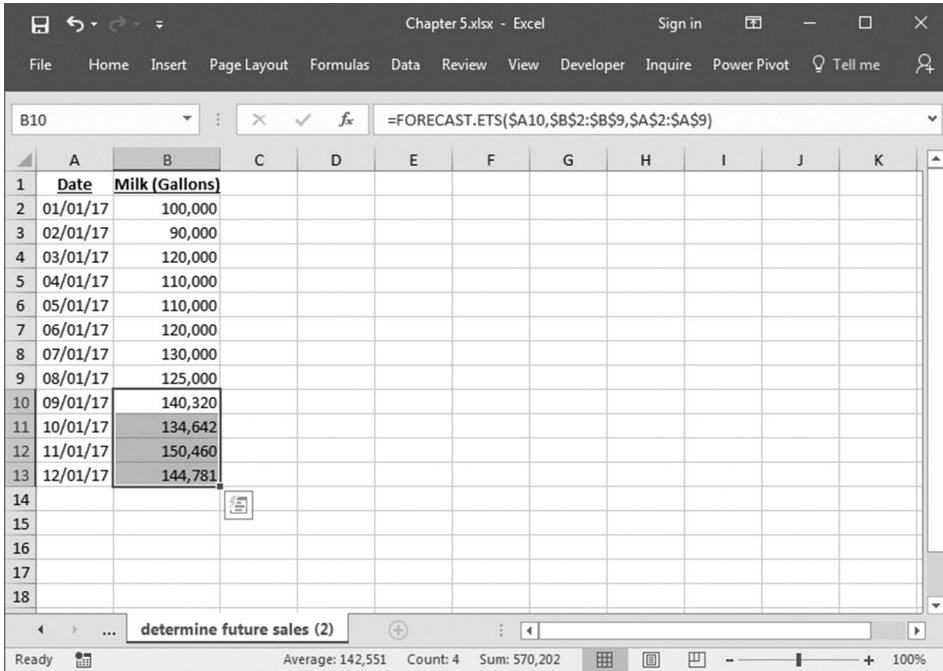 Chapter 5.xlsx - Excel Sign in
File Home Insert Page Layout Formulas Data Review View Developer Inquire Power Pivot Tell me
B10 fx =FORECAST.ETS($A10,$B$2:$B$9,$A$2:$A$9)
A B C D E F G H I J K
1 Date Milk (Gallons)
2 01/01/17 100,000
3 02/01/17 90,000
4 03/01/17 120,000
5 04/01/17 110,000
6 05/01/17 110,000
7 06/01/17 120,000
8 07/01/17 130,000
9 08/01/17 125,000
10 09/01/17 140,320
11 10/01/17 134,642
12 11/01/17 150,460
13 12/01/17 144,781
14
15
16
17
18
... determine future sales (2)
Ready Average: 142,551 Count: 4 Sum: 570,202 100%